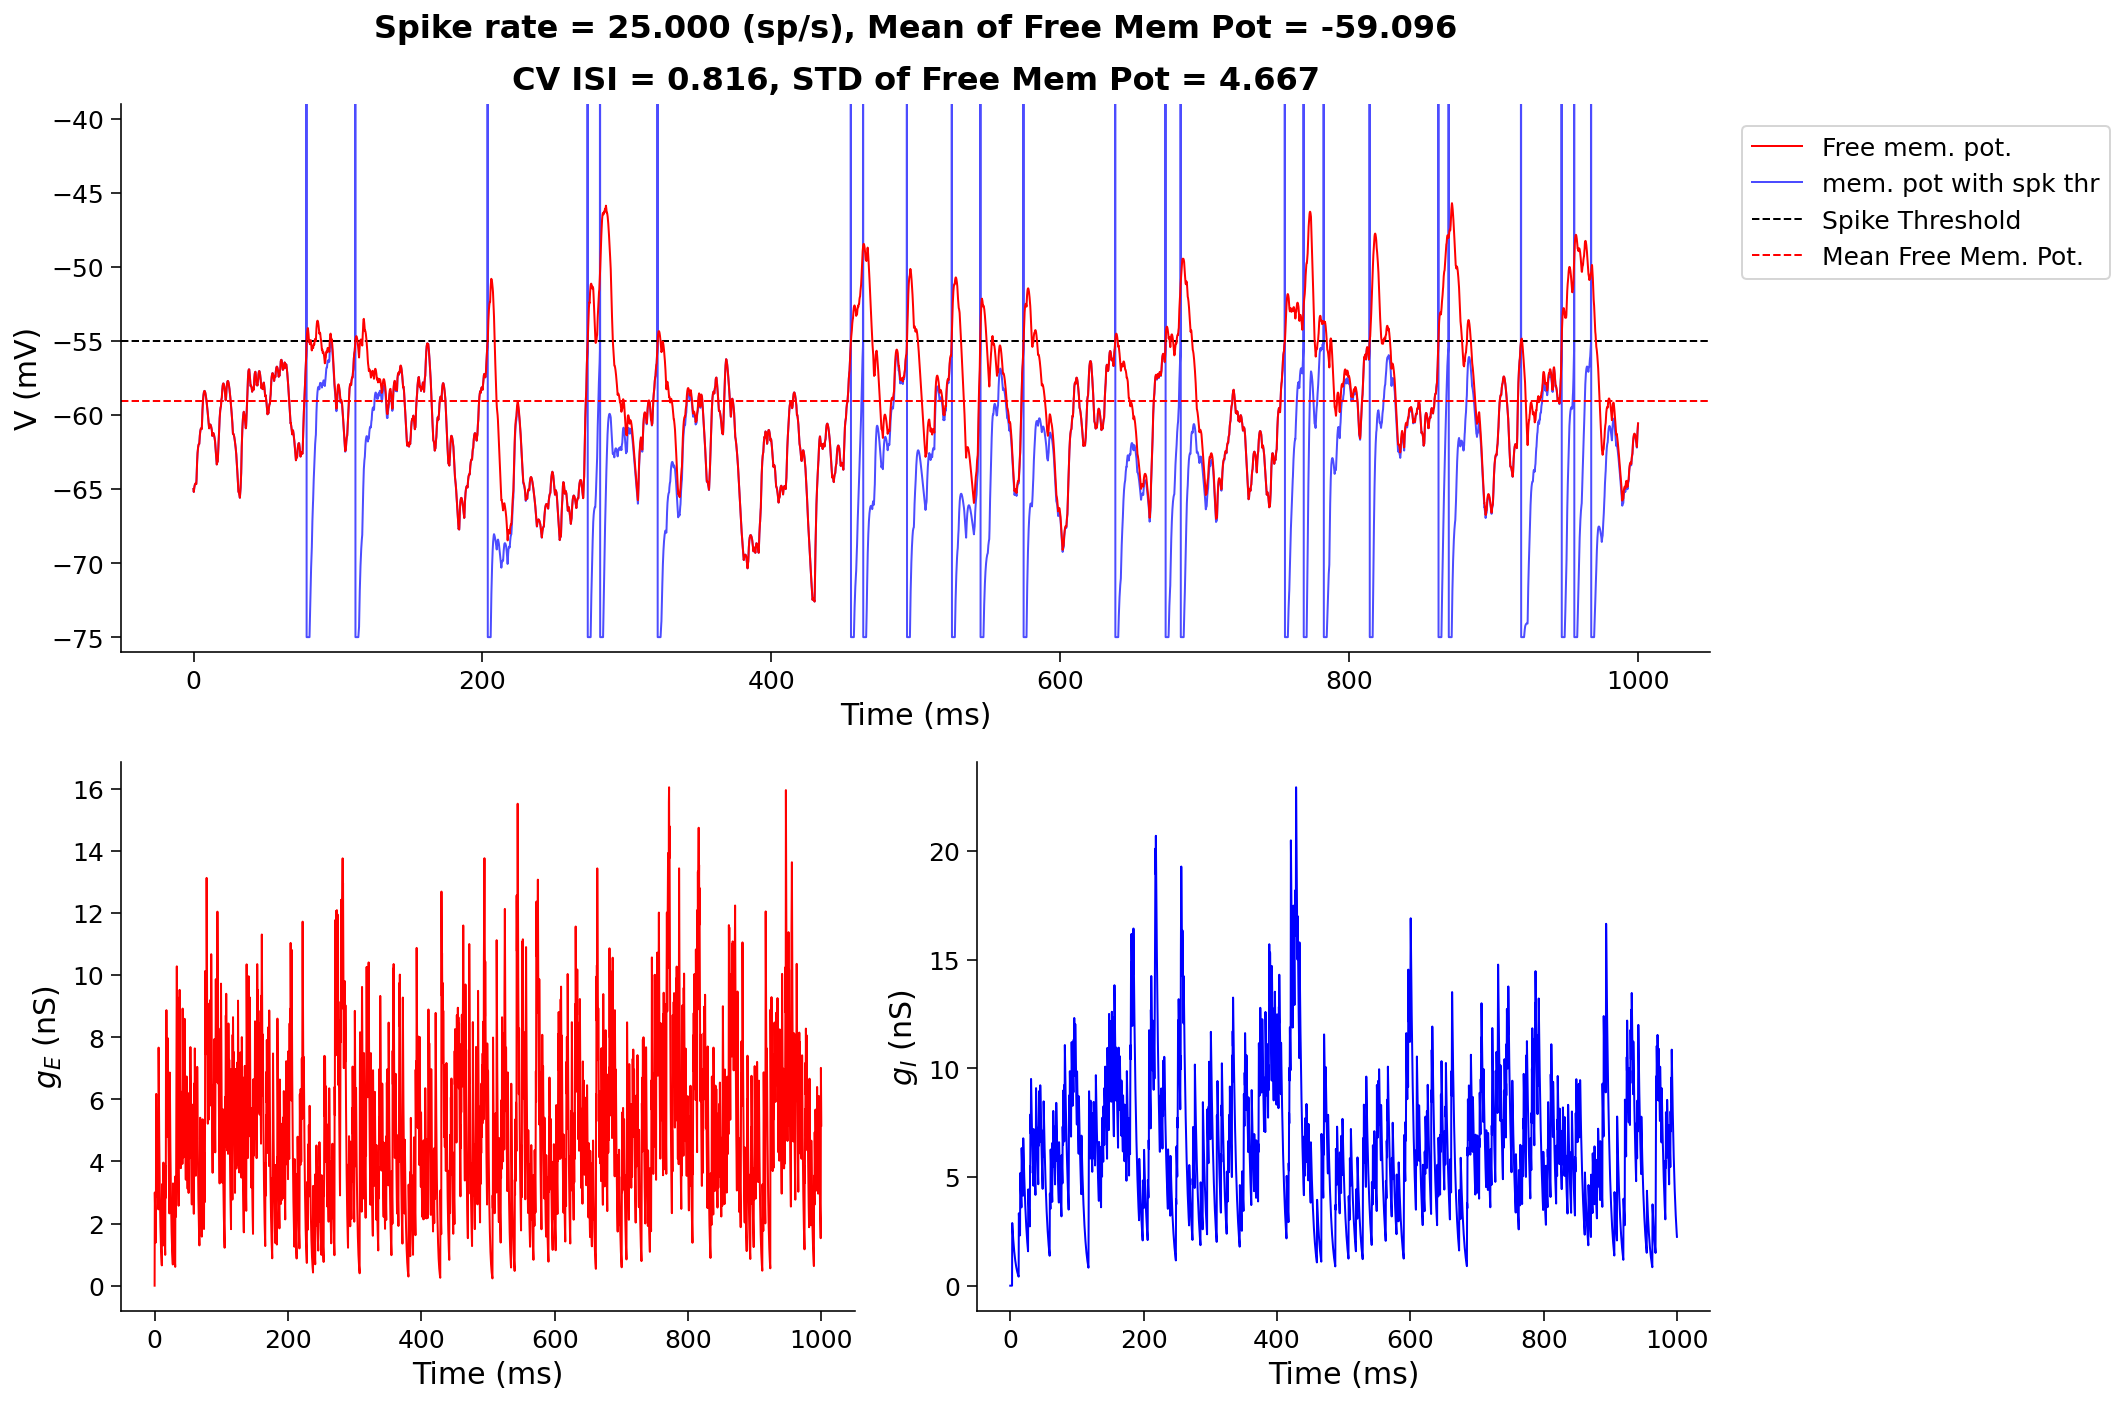 Spike rate = 25.000 (sp/s), Mean of Free Mem Pot = -59.096
CV ISI = 0.816, STD of Free Mem Pot = 4.667
−40
−45
−50
−55
−60
−65
−70
−75
V (mV)
0 200 400 600 800 1000
Time (ms)
Free mem. pot.
mem. pot with spk thr
Spike Threshold
Mean Free Mem. Pot.
16
14
12
10
8
6
4
2
0
g_E (nS)
0 200 400 600 800 1000
Time (ms)
20
15
10
5
0
g_I (nS)
0 200 400 600 800 1000
Time (ms)